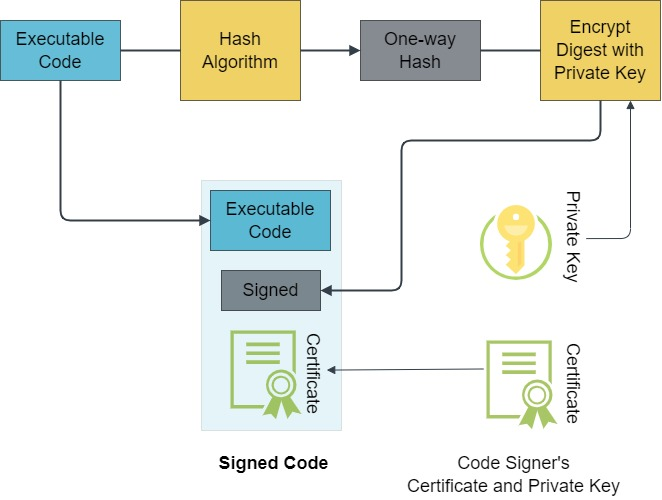 Executable
Code
Hash
Algorithm
One-way
Hash
Encrypt
Digest with
Private Key
Executable
Code
Signed
Certificate
Private Key
Certificate
Signed Code
Code Signer's
Certificate and Private Key